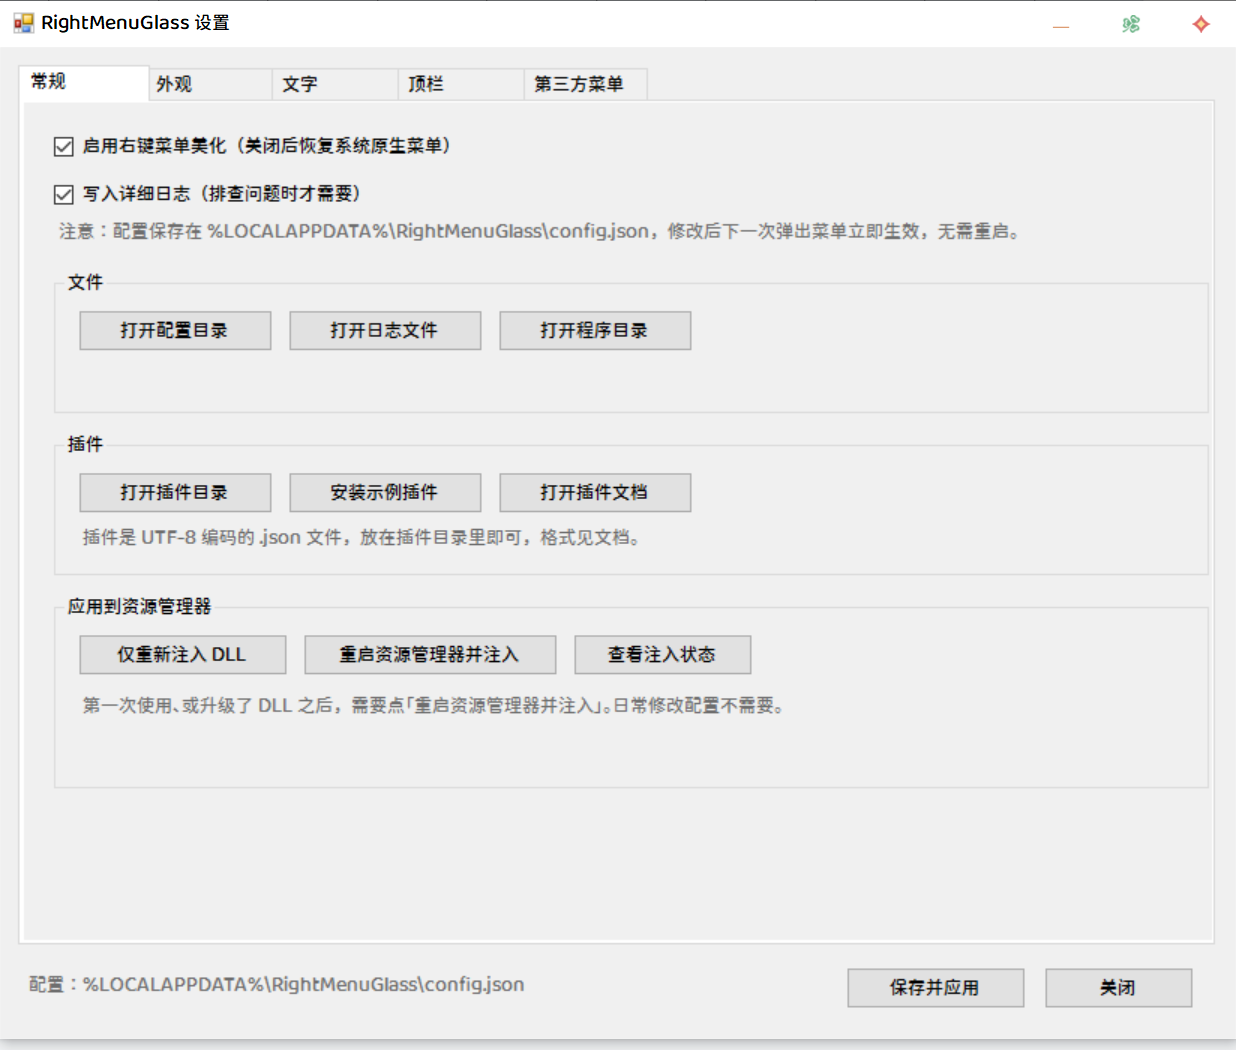 RightMenuGlass 设置
常规
外观
文字
顶栏
第三方菜单
启用右键菜单美化（关闭后恢复系统原生菜单）
写入详细日志（排查问题时才需要）
注意：配置保存在 %LOCALAPPDATA%\RightMenuGlass\config.json，修改后下一次弹出菜单立即生效，无需重启。
文件
打开配置目录
打开日志文件
打开程序目录
插件
打开插件目录
安装示例插件
打开插件文档
插件是 UTF-8 编码的 .json 文件，放在插件目录里即可，格式见文档。
应用到资源管理器
仅重新注入 DLL
重启资源管理器并注入
查看注入状态
第一次使用、或升级了 DLL 之后，需要点「重启资源管理器并注入」。日常修改配置不需要。
配置：%LOCALAPPDATA%\RightMenuGlass\config.json
保存并应用
关闭